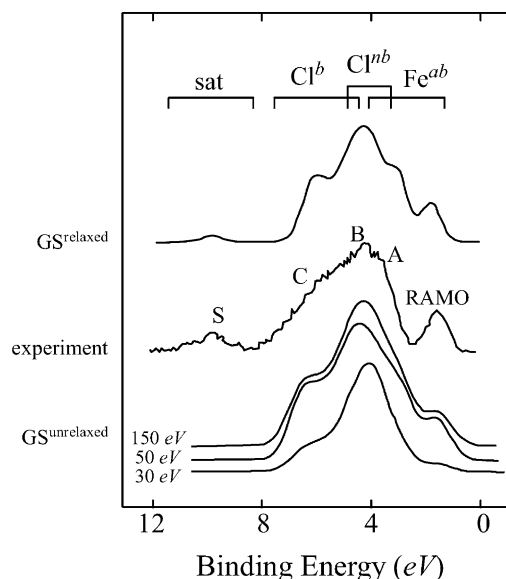 sat
Cl^b
Cl^nb
Fe^ab
GS^relaxed
B
A
C
RAMO
S
experiment
GS^unrelaxed
150 eV
50 eV
30 eV
12 8 4 0
Binding Energy (eV)